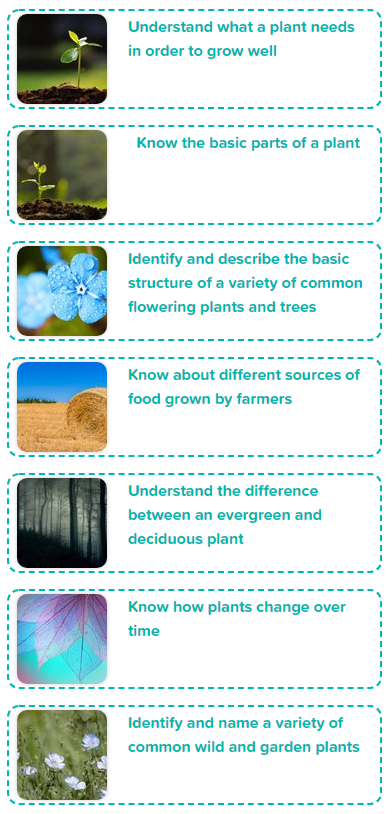 Understand what a plant needs
in order to grow well
Know the basic parts of a plant
Identify and describe the basic
structure of a variety of common
flowering plants and trees
Know about different sources of
food grown by farmers
Understand the difference
between an evergreen and
deciduous plant
Know how plants change over
time
Identify and name a variety of
common wild and garden plants